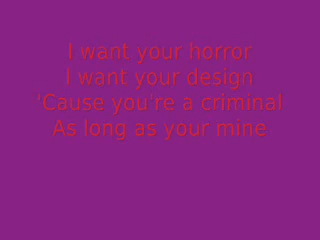 I want your horror
I want your design
'Cause you're a criminal
As long as your mine